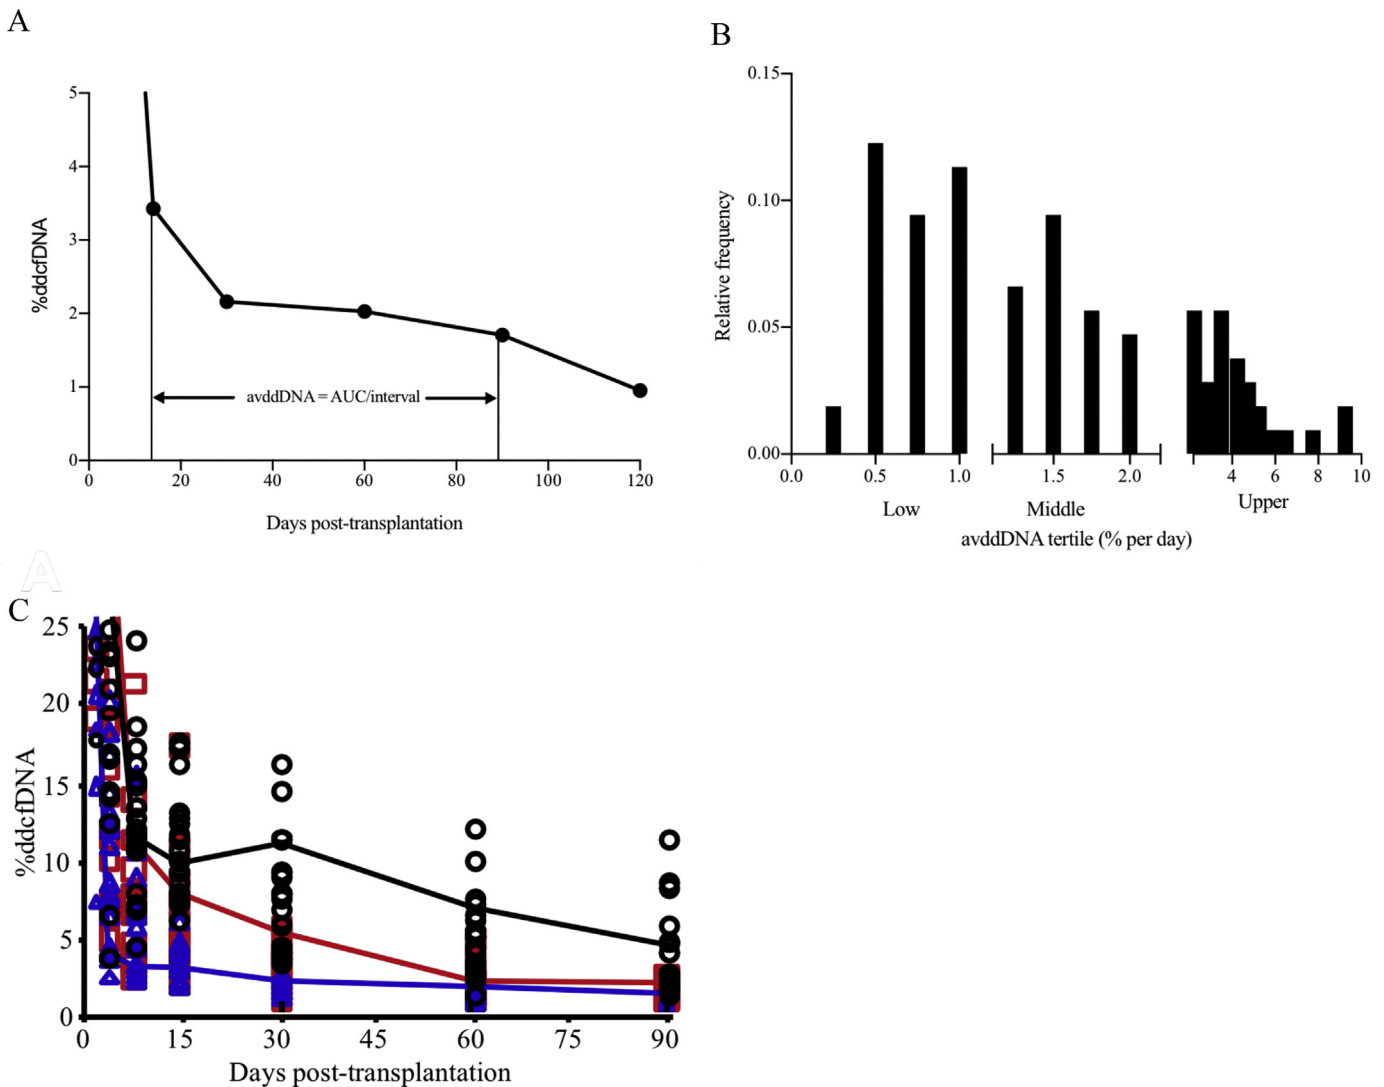 A
5
4
3
2
1
0
%ddcfDNA
avddDNA = AUC/interval
0 20 40 60 80 100 120
Days post-transplantation
B
0.15
0.10
0.05
0.00
Relative frequency
0.0 0.5 1.0 1.5 2.0 4 6 8 10
Low Middle Upper
avddDNA tertile (% per day)
A
C
25
20
15
10
5
0
%ddcfDNA
0 15 30 45 60 75 90
Days post-transplantation